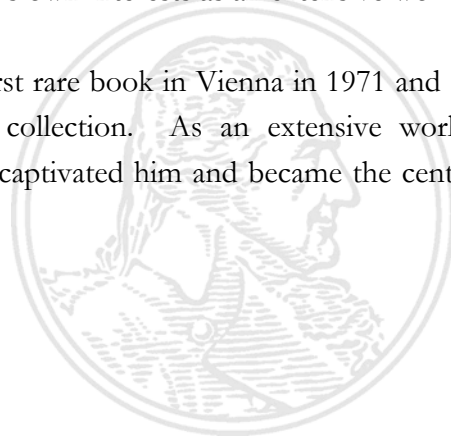 rst rare book in Vienna in 1971 and
collection. As an extensive work
captivated him and became the cent